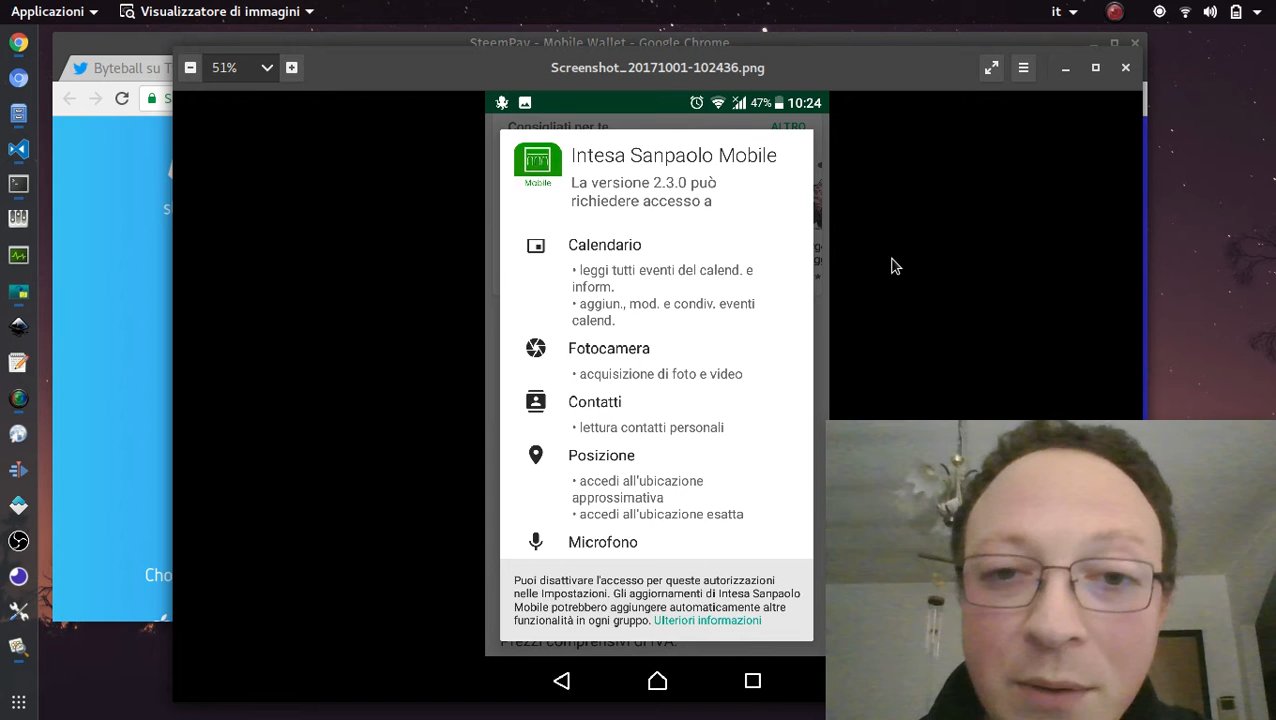 Applicazioni
Visualizzatore di immagini
it
SteemPay - Mobile Wallet - Google Chrome
Byteball su T
51%
Screenshot_20171001-102436.png
S
47%
10:24
Consigliati per te
ALTRO
Intesa Sanpaolo Mobile
Mobile
La versione 2.3.0 può
richiedere accesso a
Calendario
• leggi tutti eventi del calend. e
inform.
• aggiun., mod. e condiv. eventi
calend.
Fotocamera
• acquisizione di foto e video
Contatti
• lettura contatti personali
Posizione
• accedi all'ubicazione
approssimativa
• accedi all'ubicazione esatta
Microfono
Cho
Puoi disattivare l'accesso per queste autorizzazioni
nelle Impostazioni. Gli aggiornamenti di Intesa Sanpaolo
Mobile potrebbero aggiungere automaticamente altre
funzionalità in ogni gruppo. Ulteriori informazioni
Prezzi comprensivi di IVA.